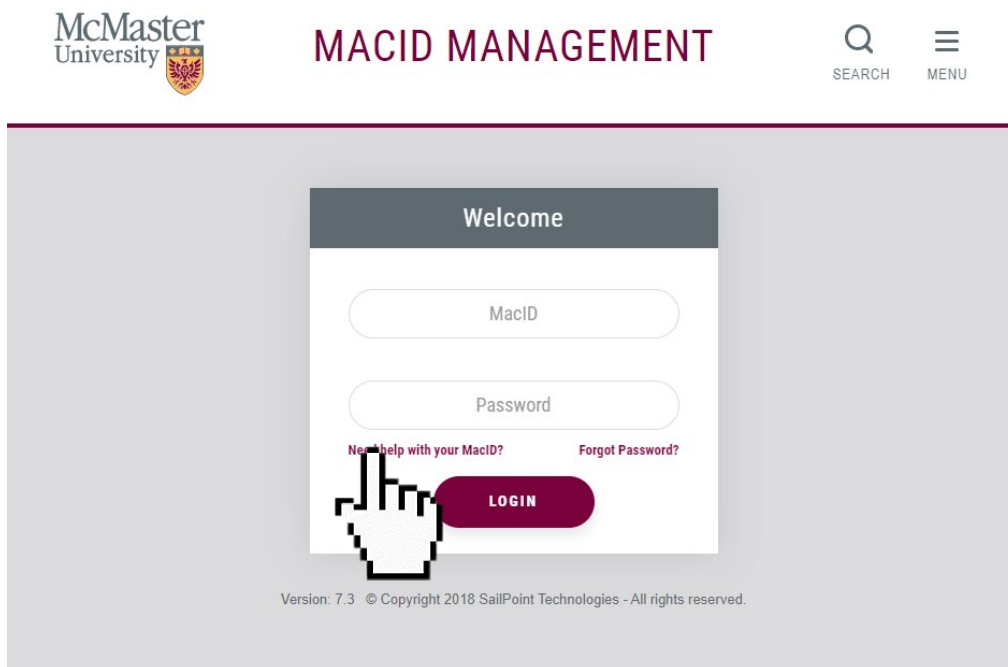 McMaster
University
MACID MANAGEMENT
SEARCH
MENU
Welcome
MacID
Password
Need help with your MacID?
Forgot Password?
LOGIN
Version: 7.3 © Copyright 2018 SailPoint Technologies - All rights reserved.